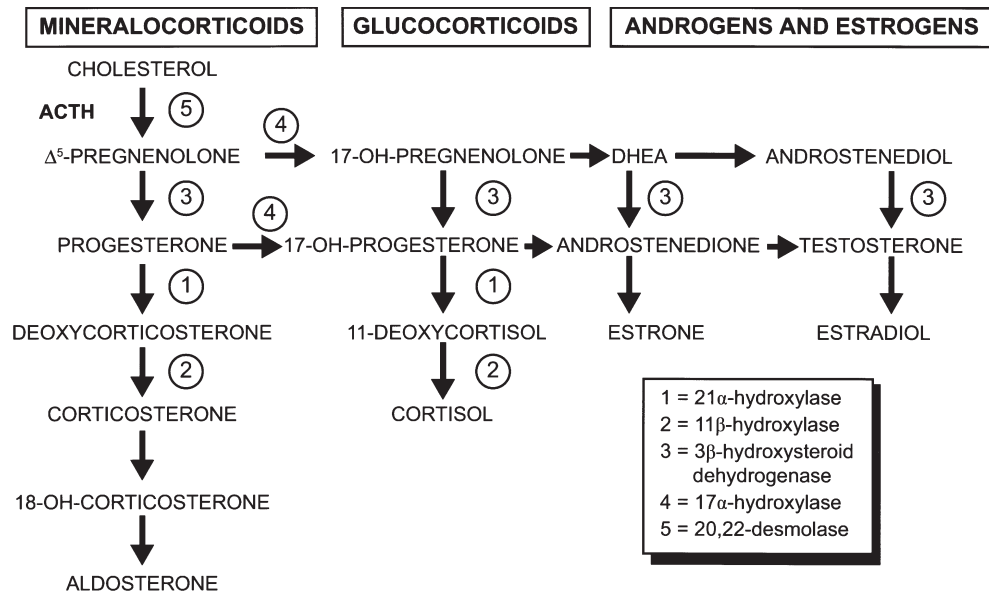 MINERALOCORTICOIDS GLUCOCORTICOIDS ANDROGENS AND ESTROGENS
CHOLESTEROL
ACTH 5
4
Δ⁵-PREGNENOLONE 17-OH-PREGNENOLONE DHEA ANDROSTENEDIOL
3 3 3 3
4
PROGESTERONE 17-OH-PROGESTERONE ANDROSTENEDIONE TESTOSTERONE
1 1
DEOXYCORTICOSTERONE 11-DEOXYCORTISOL ESTRONE ESTRADIOL
2 2
CORTICOSTERONE CORTISOL
18-OH-CORTICOSTERONE
ALDOSTERONE
1 = 21α-hydroxylase
2 = 11β-hydroxylase
3 = 3β-hydroxysteroid
dehydrogenase
4 = 17α-hydroxylase
5 = 20,22-desmolase